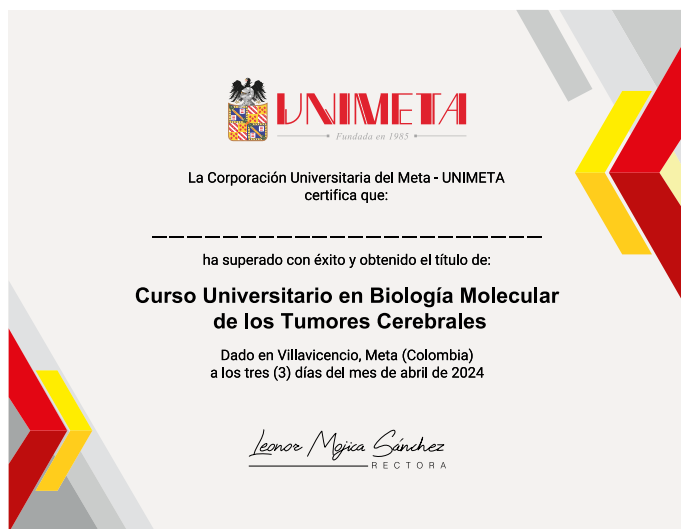 UNIMETA
Fundada en 1985
La Corporación Universitaria del Meta - UNIMETA
certifica que:
ha superado con éxito y obtenido el título de:
Curso Universitario en Biología Molecular
de los Tumores Cerebrales
Dado en Villavicencio, Meta (Colombia)
a los tres (3) días del mes de abril de 2024
Leonor Mojica Sánchez
RECTORA